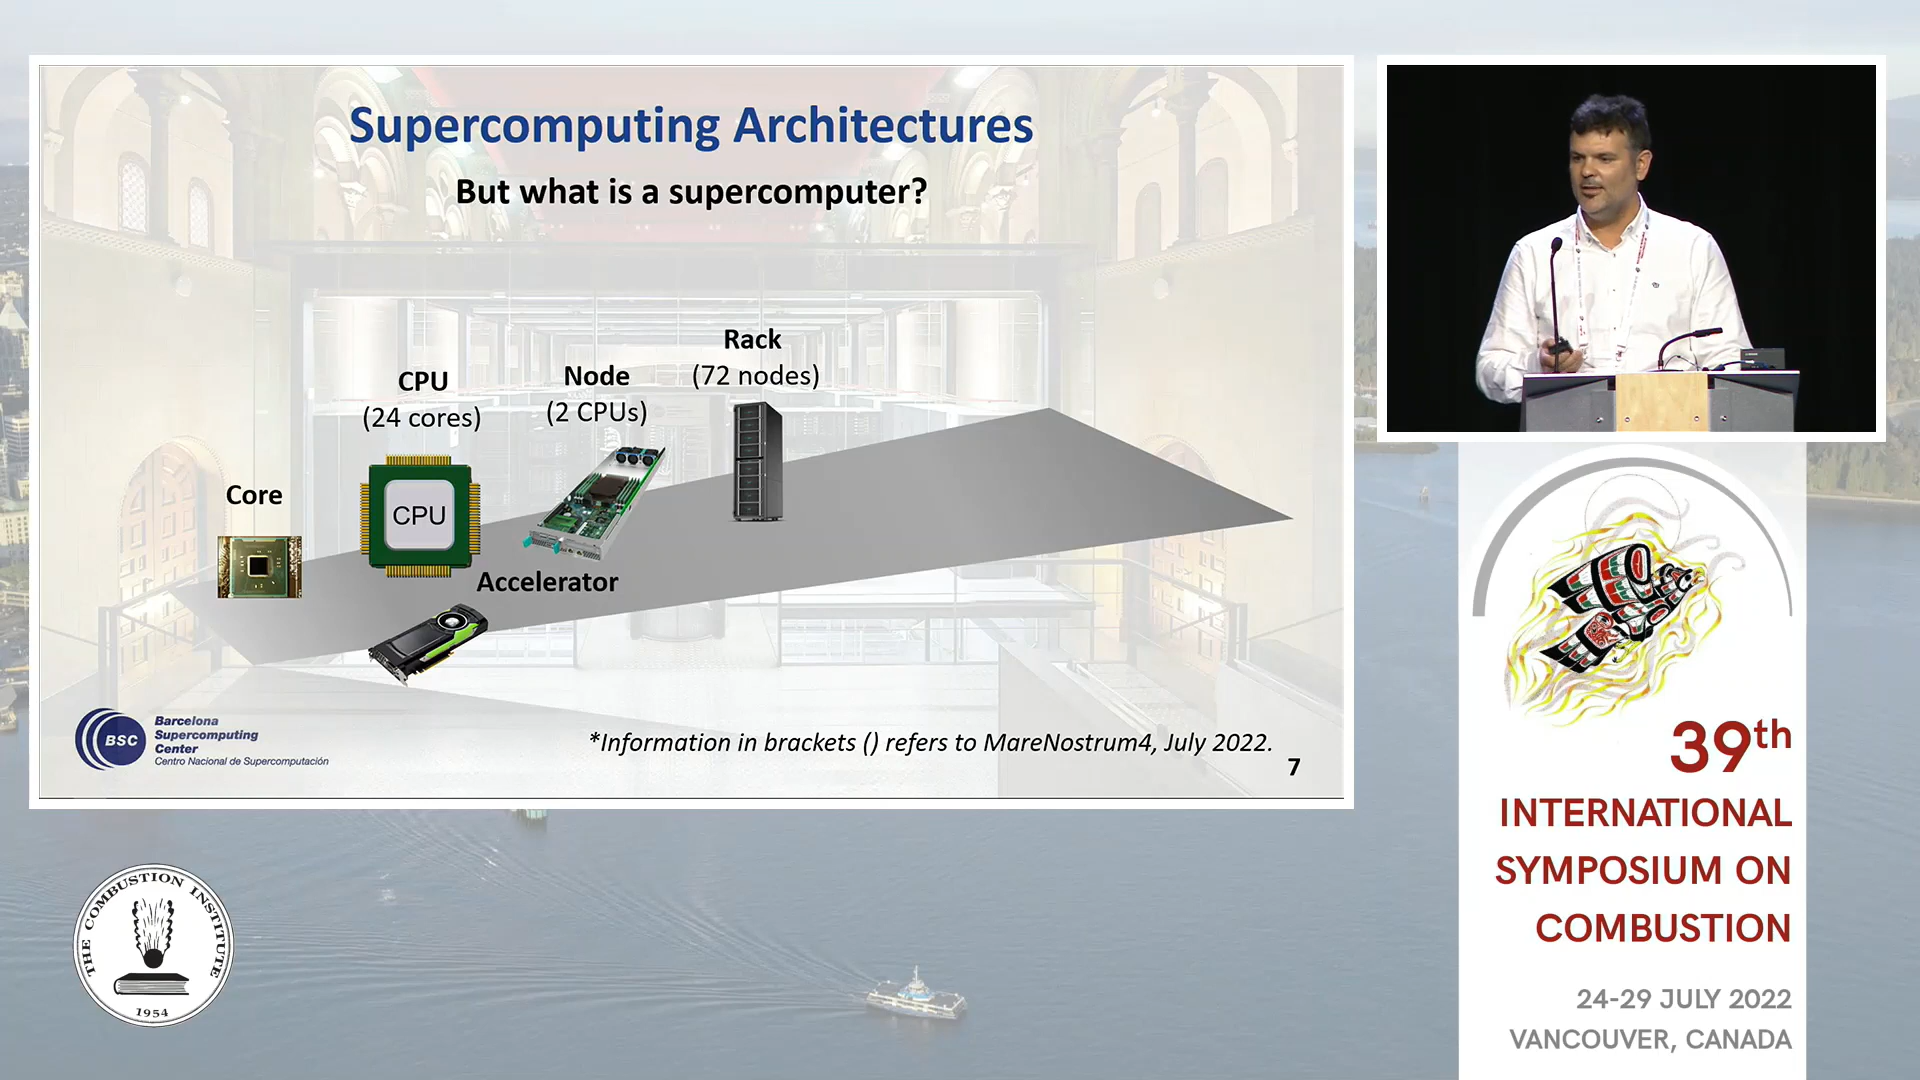 Supercomputing Architectures
But what is a supercomputer?
Rack
(72 nodes)
Node
(2 CPUs)
CPU
(24 cores)
Core
CPU
Accelerator
BSC
Barcelona
Supercomputing
Center
Centro Nacional de Supercomputación
*Information in brackets () refers to MareNostrum4, July 2022.
7
39th
INTERNATIONAL
SYMPOSIUM ON
COMBUSTION
24-29 JULY 2022
VANCOUVER, CANADA
THE COMBUSTION INSTITUTE
1954